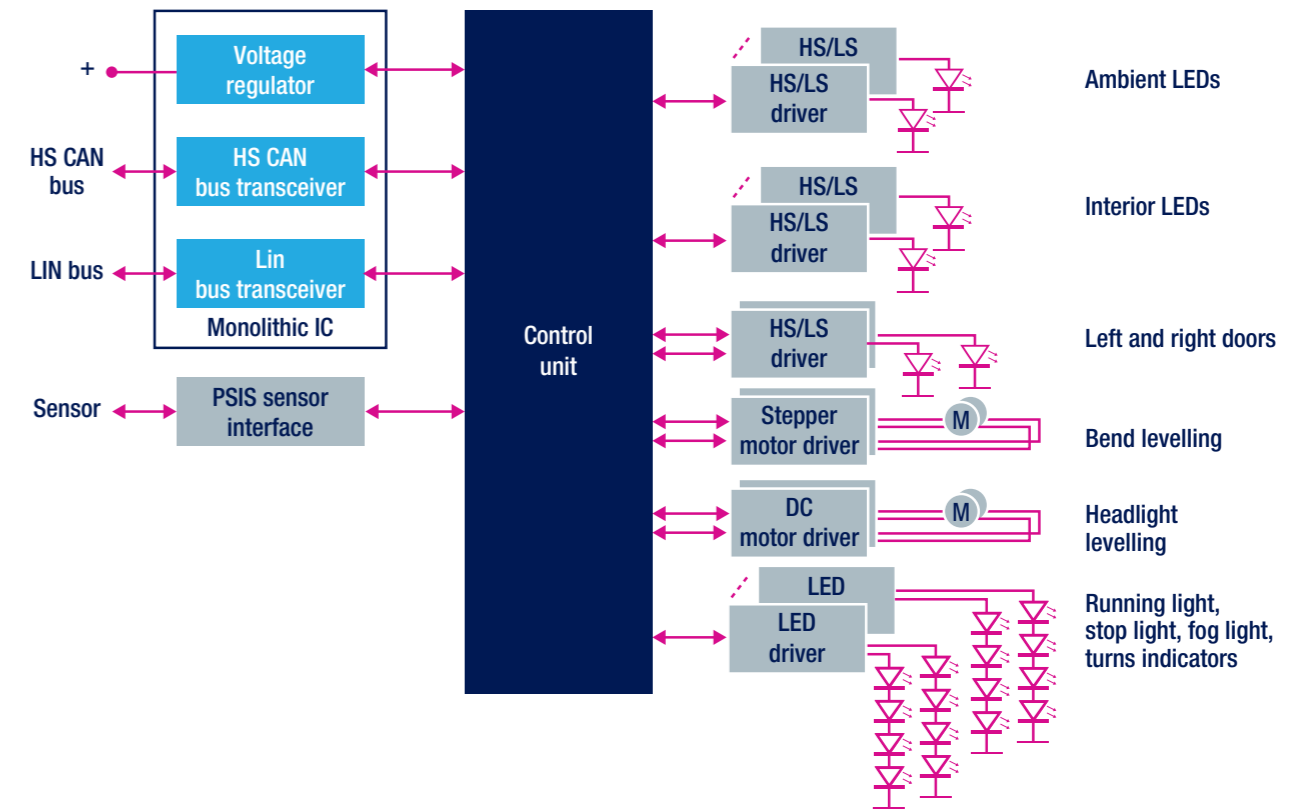 +
Voltage
regulator
HS CAN
bus
HS CAN
bus transceiver
LIN bus
Lin
bus transceiver
Monolithic IC
Sensor
PSIS sensor
interface
Control
unit
HS/LS
HS/LS
driver
Ambient LEDs
HS/LS
HS/LS
driver
Interior LEDs
HS/LS
driver
Left and right doors
Stepper
motor driver
M
Bend levelling
DC
motor driver
M
Headlight
levelling
LED
LED
driver
Running light,
stop light, fog light,
turns indicators